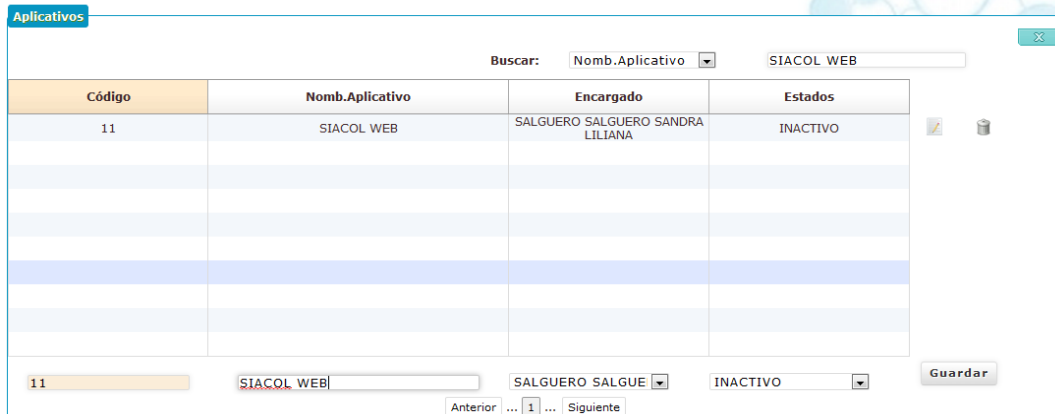 Aplicativos
x
Buscar: Nomb.Aplicativo SIACOL WEB
Código Nomb.Aplicativo Encargado Estados
11 SIACOL WEB SALGUERO SALGUERO SANDRA LILIANA INACTIVO
11 SIACOL WEB SALGUERO SALGUE INACTIVO Guardar
Anterior ... 1 ... Siguiente